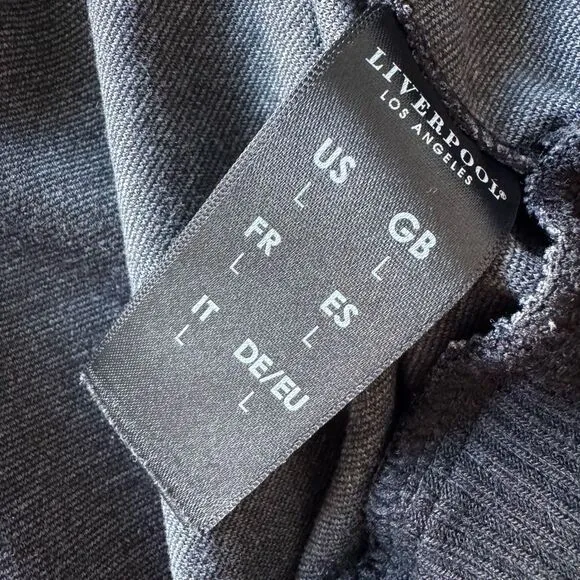 LIVERPOOL®
LOS ANGELES
US GB
L L
FR ES
L L
IT DE/EU
L L